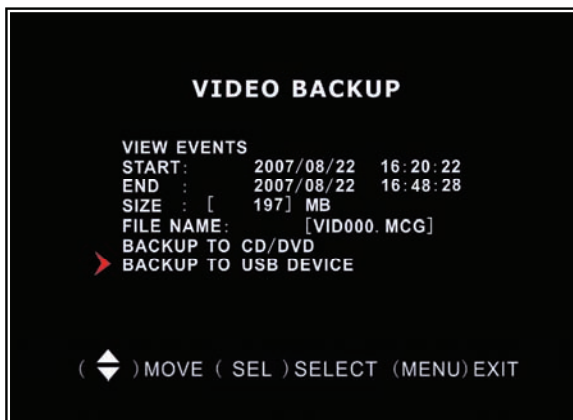 VIDEO BACKUP
VIEW EVENTS
START: 2007/08/22 16:20:22
END : 2007/08/22 16:48:28
SIZE : [ 197] MB
FILE NAME: [VID000.MCG]
BACKUP TO CD/DVD
BACKUP TO USB DEVICE
( ) MOVE ( SEL ) SELECT (MENU) EXIT